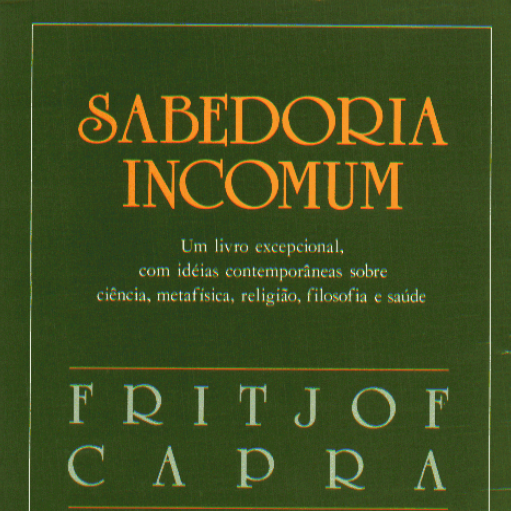 SABEDORIA
INCOMUM
Um livro excepcional,
com idéias contemporâneas sobre
ciência, metafísica, religião, filosofia e saúde
FRITJOF
CAPRA